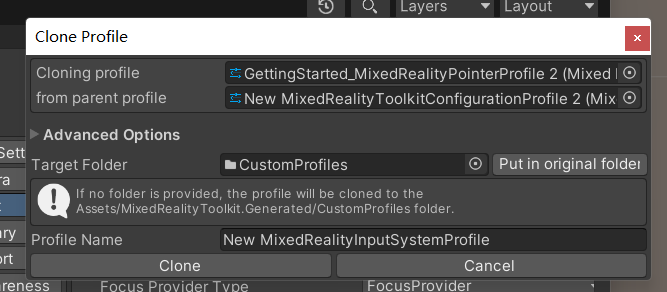 Layers
Layout
Clone Profile
Cloning profile
GettingStarted_MixedRealityPointerProfile 2 (Mixed
from parent profile
New MixedRealityToolkitConfigurationProfile 2 (Mix
Advanced Options
Target Folder
CustomProfiles
Put in original folder
If no folder is provided, the profile will be cloned to the
Assets/MixedRealityToolkit.Generated/CustomProfiles folder.
Profile Name
New MixedRealityInputSystemProfile
Clone
Cancel
Focus Provider Type
FocusProvider
Sett
ra
t
ary
ort
areness